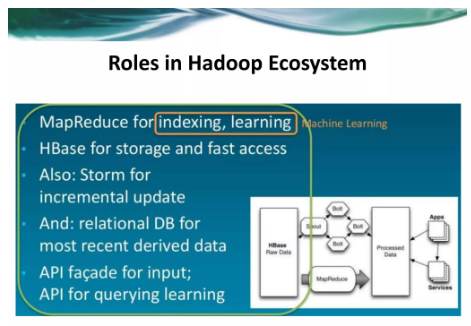 Roles in Hadoop Ecosystem
MapReduce for indexing, learning Machine Learning
HBase for storage and fast access
Also: Storm for
incremental update
And: relational DB for
most recent derived data
API façade for input;
API for querying learning
HBase
Raw Data
Spout
Bolt
Bolt
Bolt
MapReduce
Processed
Data
Apps
Services